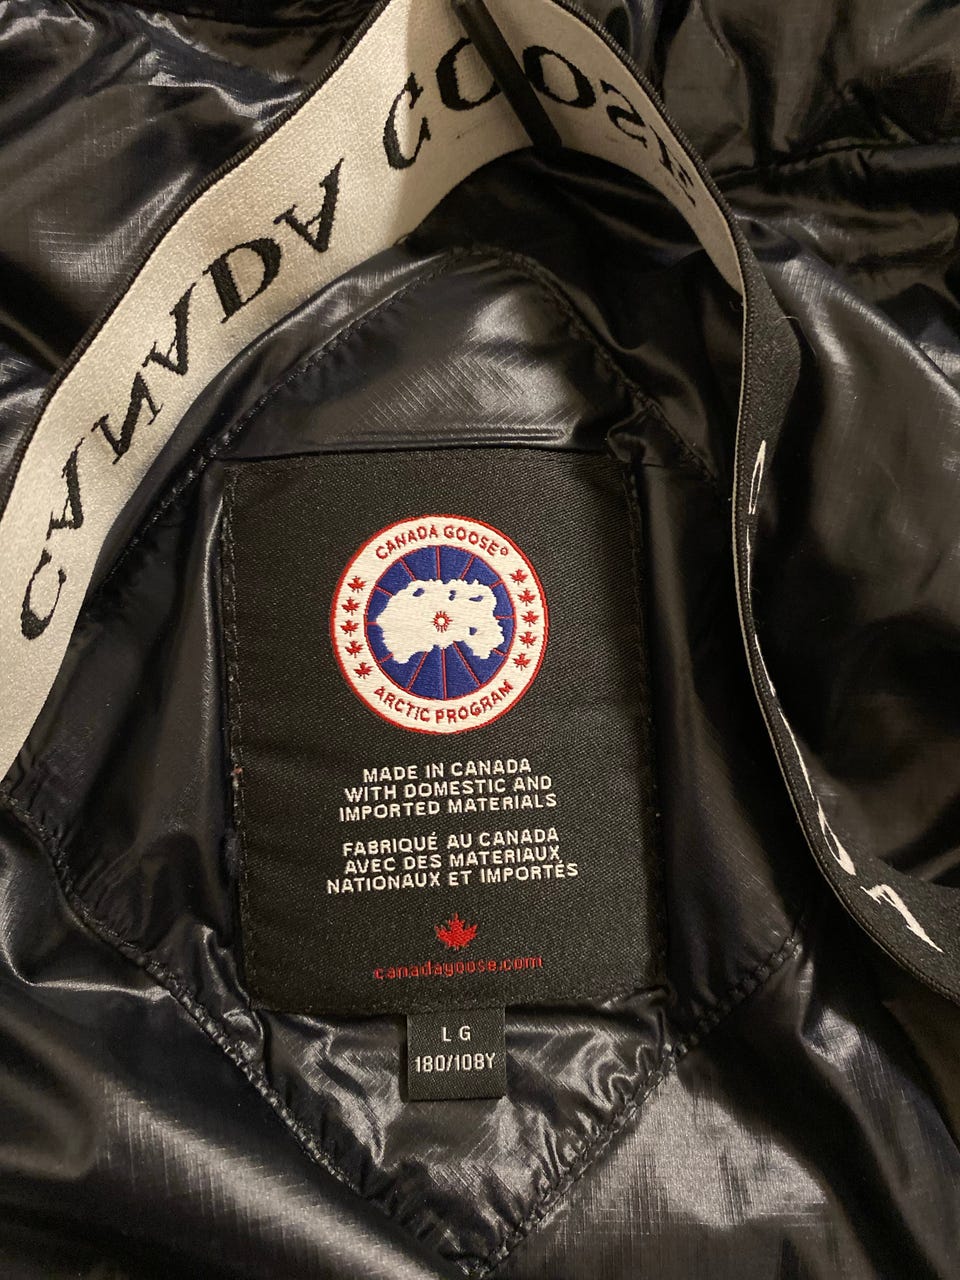 CANADA GOOSE
CANADA GOOSE®
ARCTIC PROGRAM
MADE IN CANADA
WITH DOMESTIC AND
IMPORTED MATERIALS
FABRIQUÉ AU CANADA
AVEC DES MATERIAUX
NATIONAUX ET IMPORTÉS
canadagoose.com
LG
180/108Y